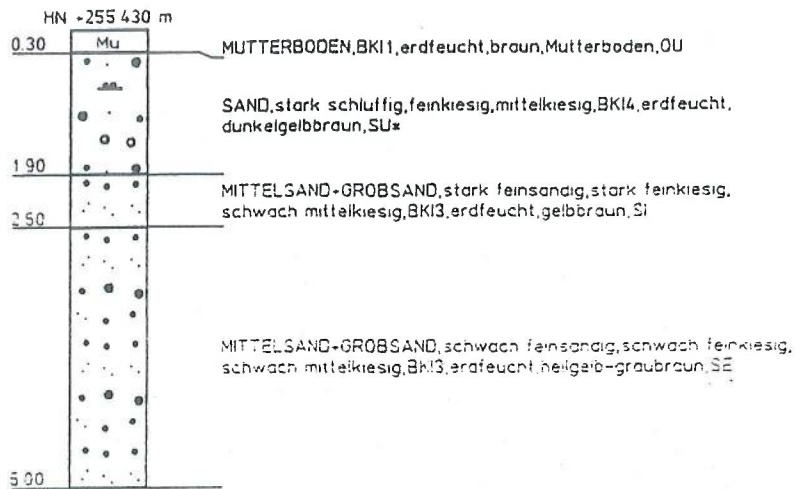 HN +255 430 m
0.30
Mu
MUTTERBODEN,BKl1,erdfeucht,braun,Mutterboden,OU
SAND,stark schluffig,feinkiesig,mittelkiesig,BKl4,erdfeucht,
dunkelgelbbraun,SU*
1.90
MITTELSAND+GROBSAND,stark feinsandig,stark feinkiesig,
schwach mittelkiesig,BKl3,erdfeucht,gelbbraun,SI
2.50
MITTELSAND+GROBSAND,schwach feinsandig,schwach feinkiesig,
schwach mittelkiesig,BKl3,erdfeucht,hellgelb-graubraun,SE
5.00